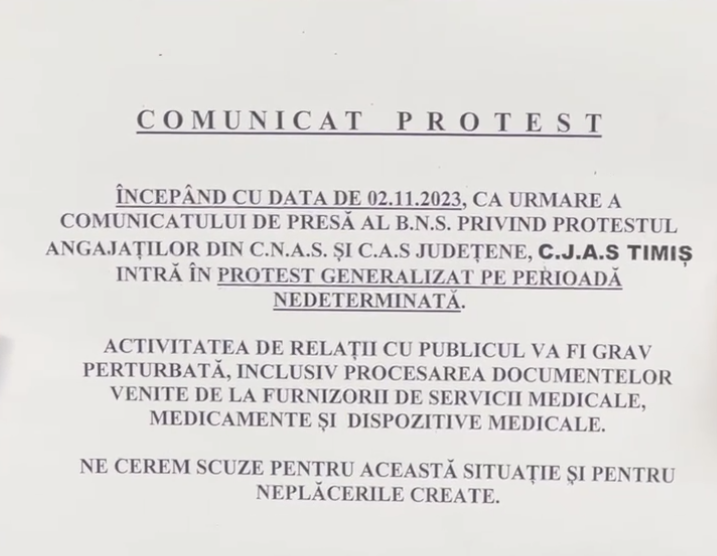 COMUNICAT PROTEST
ÎNCEPÂND CU DATA DE 02.11.2023, CA URMARE A
COMUNICATULUI DE PRESĂ AL B.N.S. PRIVIND PROTESTUL
ANGAJAȚILOR DIN C.N.A.S. ȘI C.A.S JUDEȚENE, C.J.A.S TIMIȘ
INTRĂ ÎN PROTEST GENERALIZAT PE PERIOADĂ
NEDETERMINATĂ.
ACTIVITATEA DE RELAȚII CU PUBLICUL VA FI GRAV
PERTURBATĂ, INCLUSIV PROCESAREA DOCUMENTELOR
VENITE DE LA FURNIZORII DE SERVICII MEDICALE,
MEDICAMENTE ȘI DISPOZITIVE MEDICALE.
NE CEREM SCUZE PENTRU ACEASTĂ SITUAȚIE ȘI PENTRU
NEPLĂCERILE CREATE.